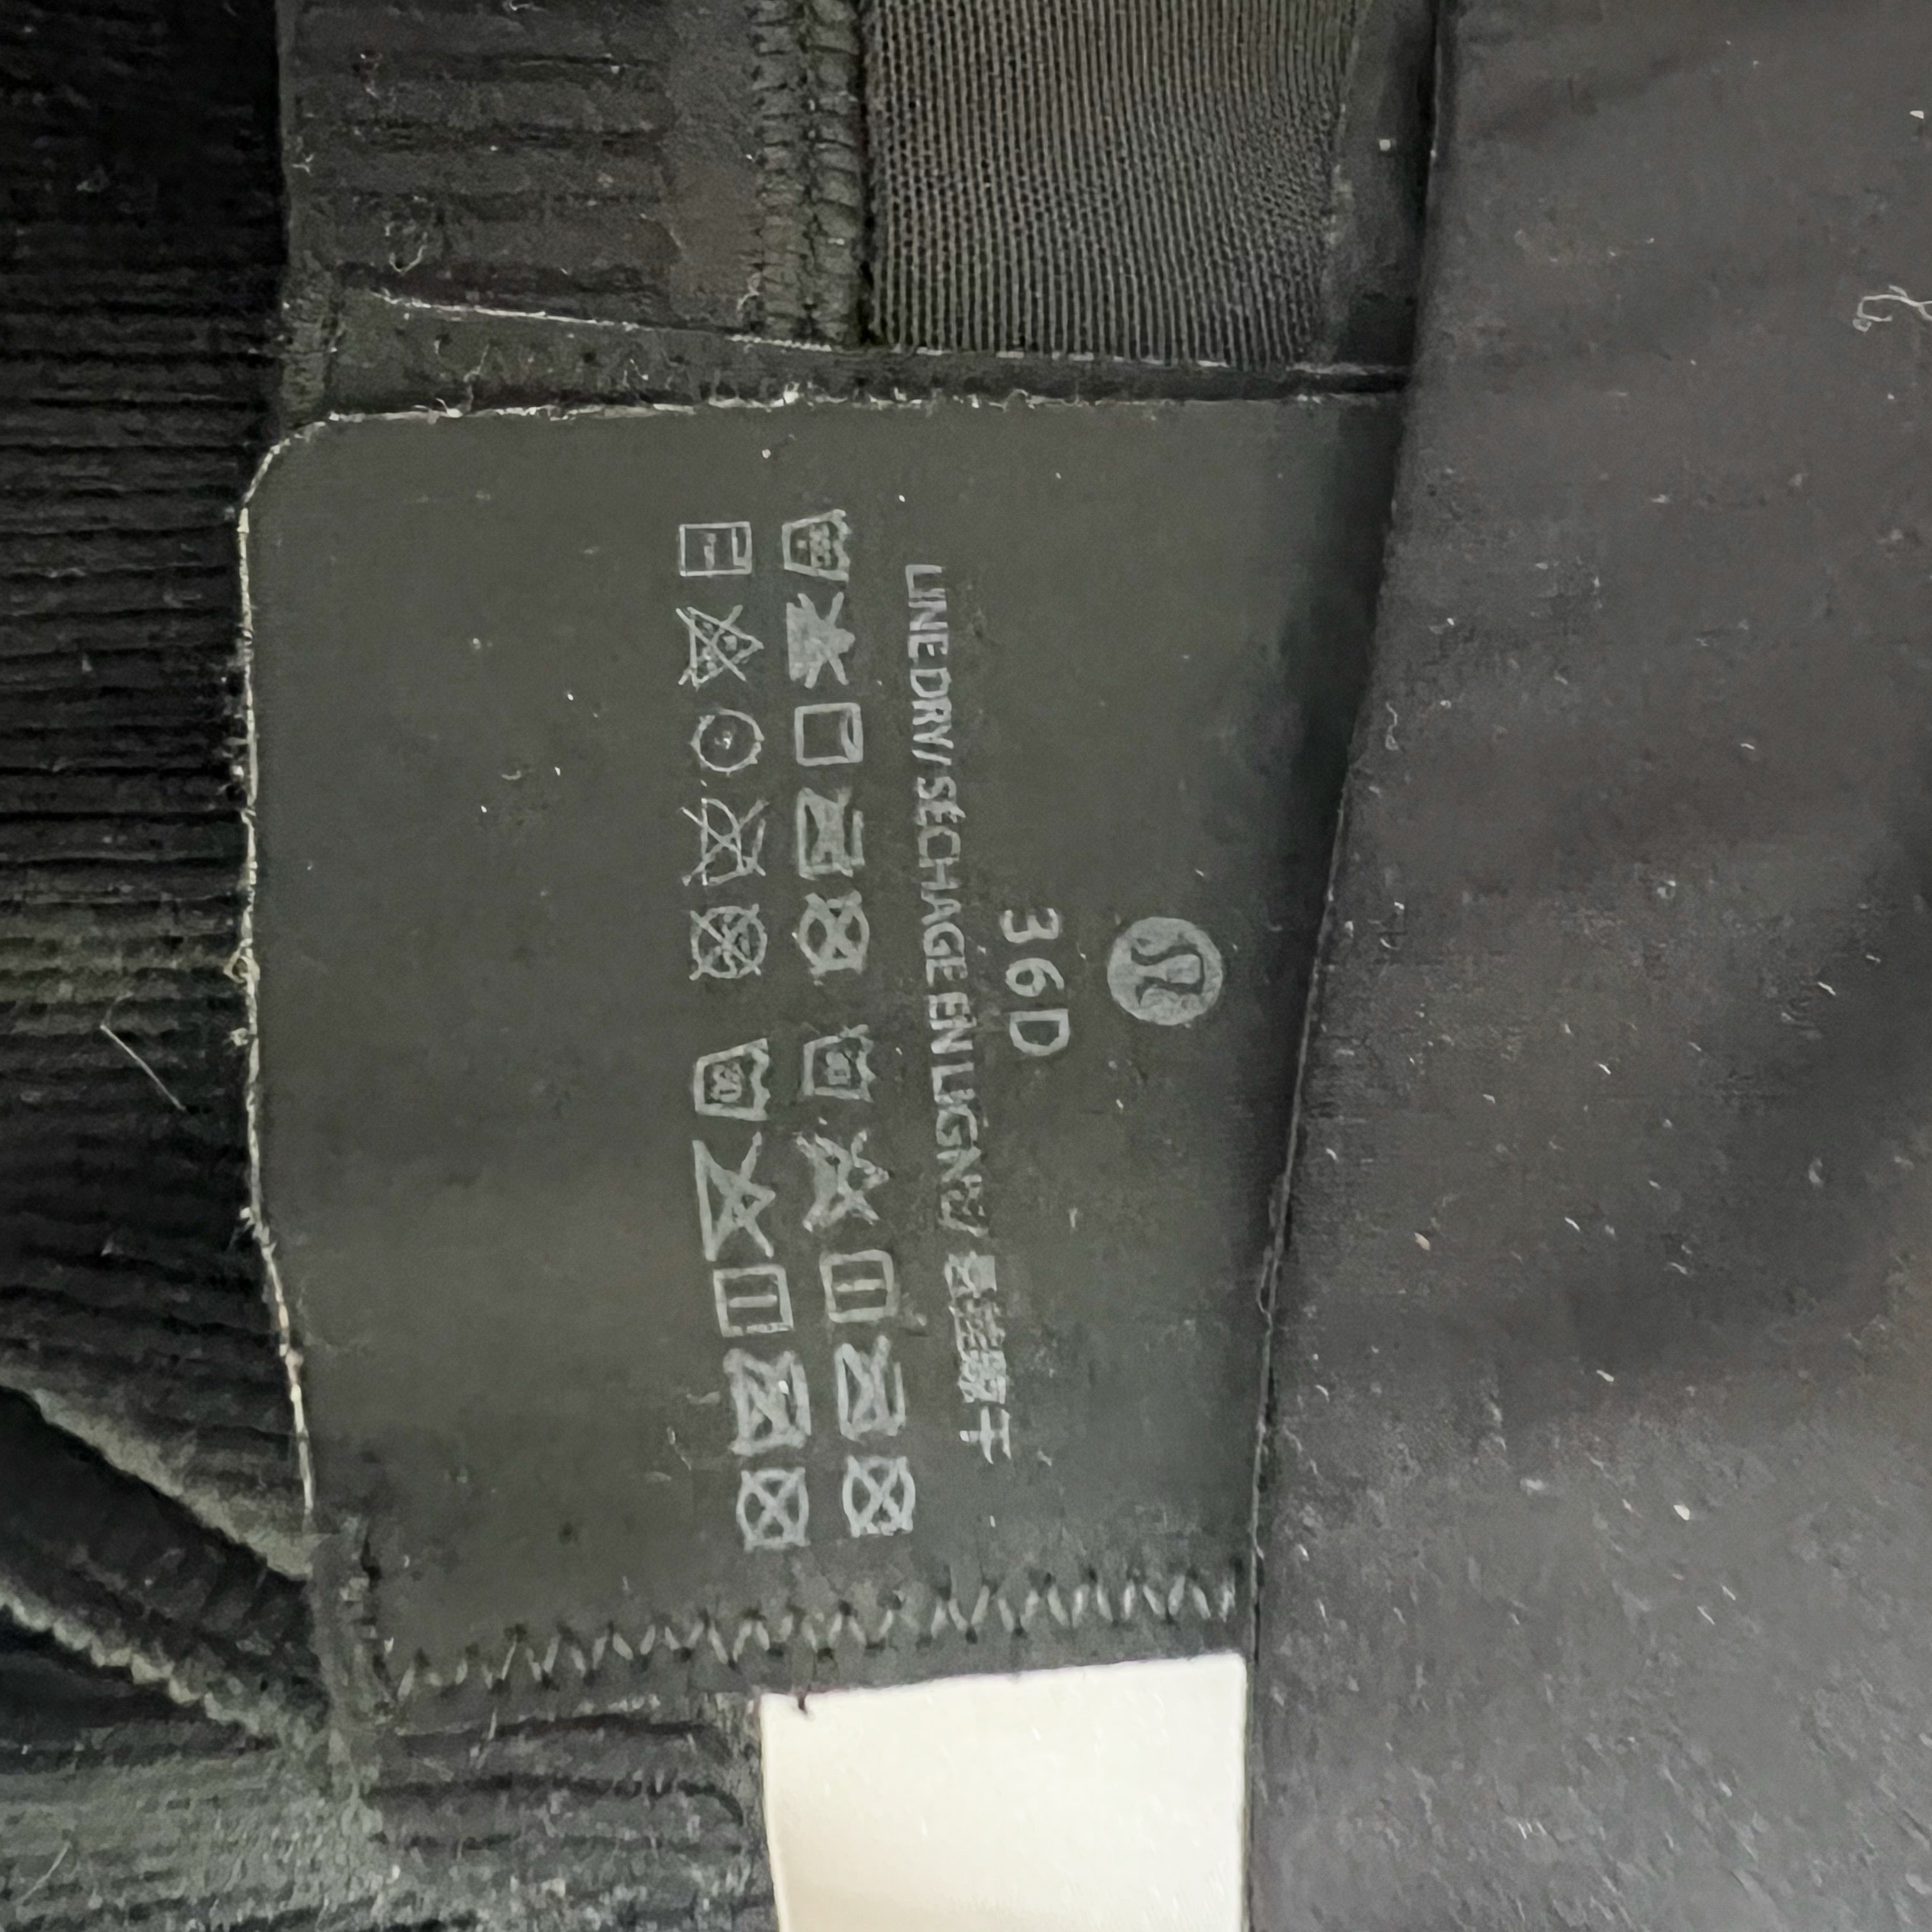 36D
LINE DRY / SÉCHAGE EN LIGNE /